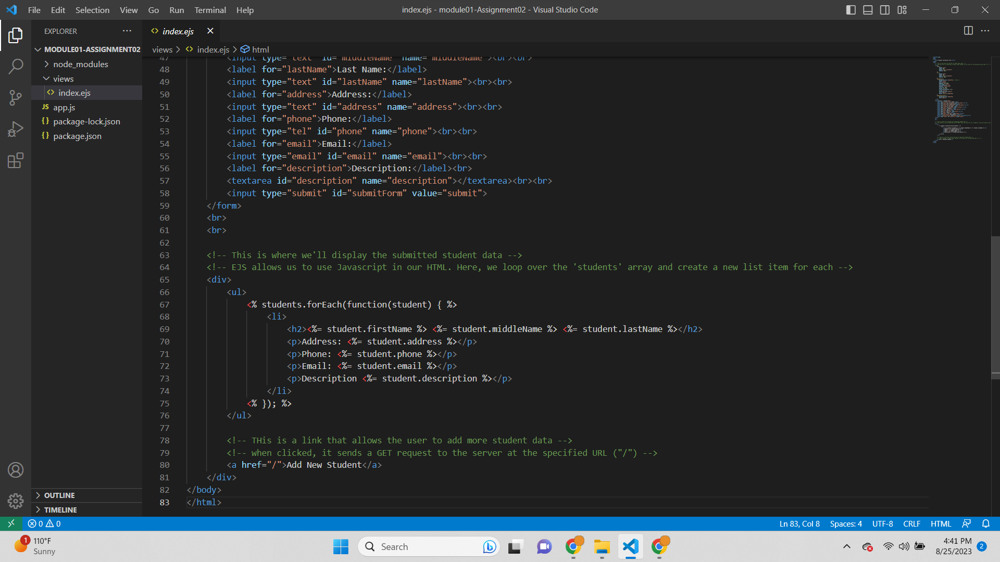 File Edit Selection View Go Run Terminal Help
index.ejs - module01-Assignment02 - Visual Studio Code
EXPLORER
MODULE01-ASSIGNMENT02
node_modules
views
<> index.ejs
JS app.js
{} package-lock.json
{} package.json
OUTLINE
TIMELINE
<> index.ejs
views > <> index.ejs > html
47 <input type="text" id="middleName" name="middleName"><br><br>
48 <label for="lastName">Last Name:</label>
49 <input type="text" id="lastName" name="lastName"><br><br>
50 <label for="address">Address:</label>
51 <input type="text" id="address" name="address"><br><br>
52 <label for="phone">Phone:</label>
53 <input type="tel" id="phone" name="phone"><br><br>
54 <label for="email">Email:</label>
55 <input type="email" id="email" name="email"><br><br>
56 <label for="description">Description:</label><br>
57 <textarea id="description" name="description"></textarea><br><br>
58 <input type="submit" id="submitForm" value="submit">
59 </form>
60 <br>
61 <br>
62
63 <!-- This is where we'll display the submitted student data -->
64 <!-- EJS allows us to use Javascript in our HTML. Here, we loop over the 'students' array and create a new list item for each -->
65 <div>
66 <ul>
67 <% students.forEach(function(student) { %>
68 <li>
69 <h2><%= student.firstName %> <%= student.middleName %> <%= student.lastName %></h2>
70 <p>Address: <%= student.address %></p>
71 <p>Phone: <%= student.phone %></p>
72 <p>Email: <%= student.email %></p>
73 <p>Description <%= student.description %></p>
74 </li>
75 <% }); %>
76 </ul>
77
78 <!-- THis is a link that allows the user to add more student data -->
79 <!-- when clicked, it sends a GET request to the server at the specified URL ("/") -->
80 <a href="/">Add New Student</a>
81 </div>
82 </body>
83 </html>
0 0
Ln 83, Col 8 Spaces: 4 UTF-8 CRLF HTML
1
110°F
Sunny
Search
4:41 PM
8/25/2023
2